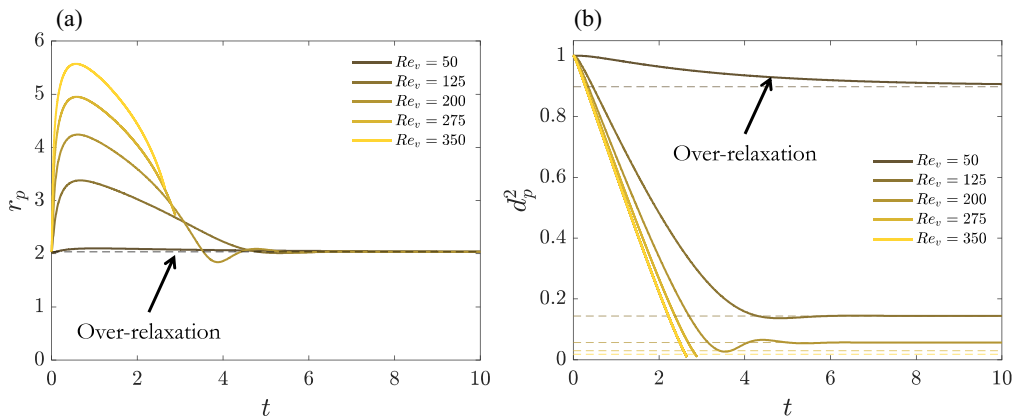 (a)
6
5
4
3
2
1
0
r_p
0 2 4 6 8 10
t
Re_v = 50
Re_v = 125
Re_v = 200
Re_v = 275
Re_v = 350
Over-relaxation
(b)
1
0.8
0.6
0.4
0.2
0
d_p^2
0 2 4 6 8 10
t
Over-relaxation
Re_v = 50
Re_v = 125
Re_v = 200
Re_v = 275
Re_v = 350